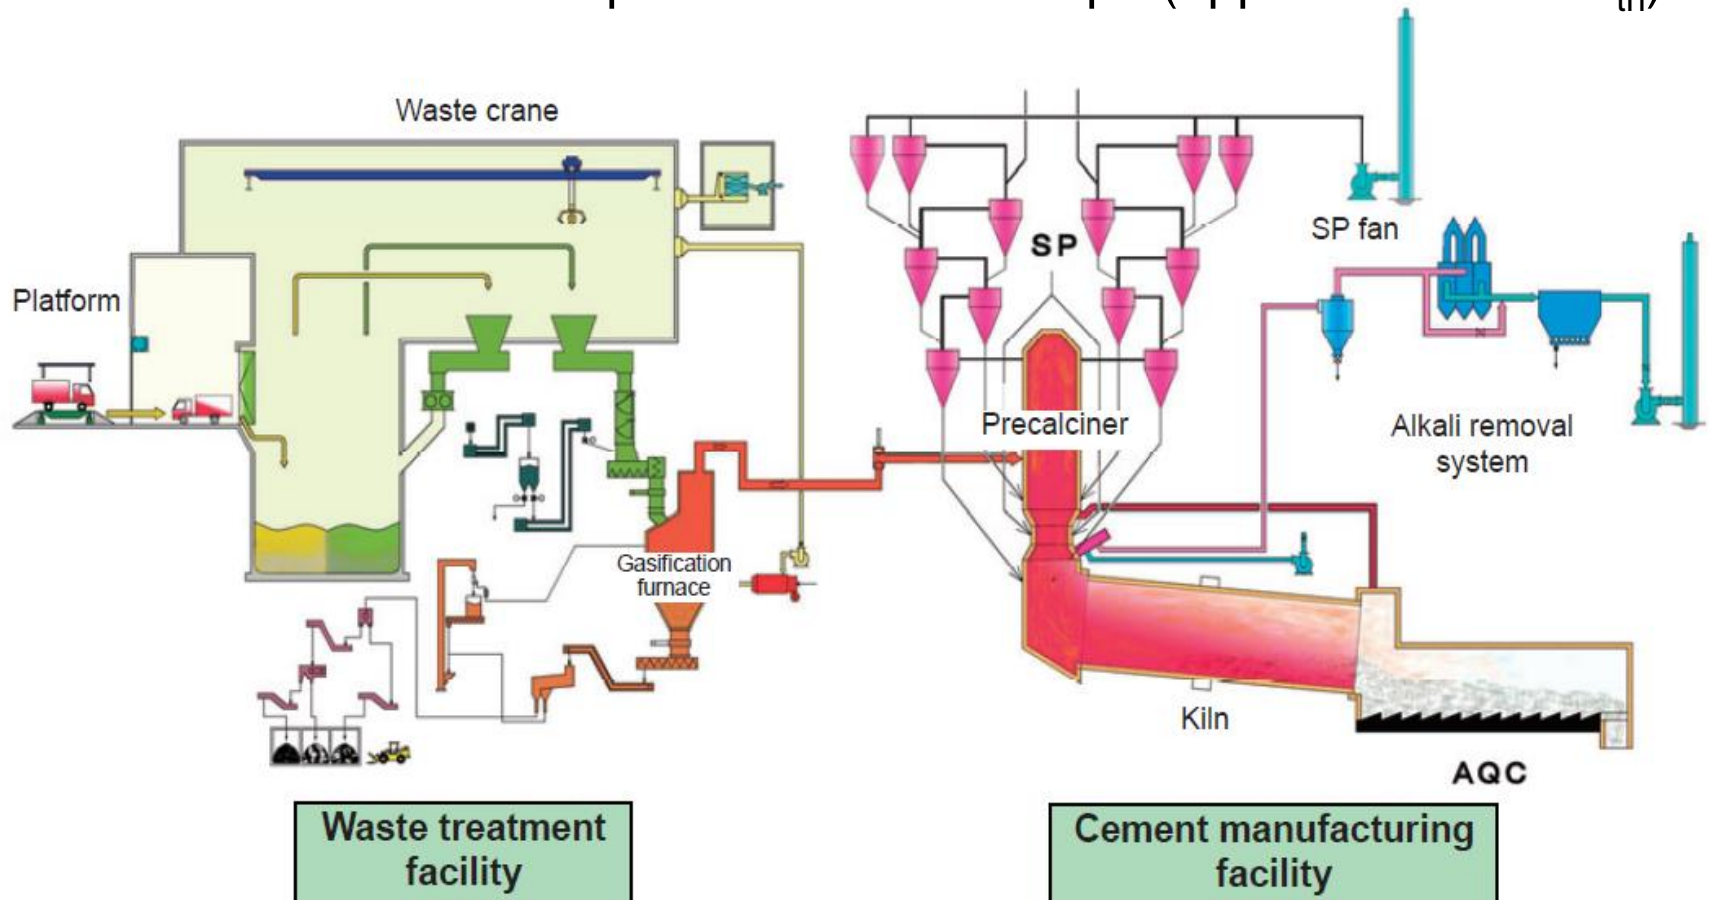 Waste crane
Platform
SP
SP fan
Precalciner
Alkali removal
system
Gasification
furnace
Kiln
AQC
Waste treatment
facility
Cement manufacturing
facility